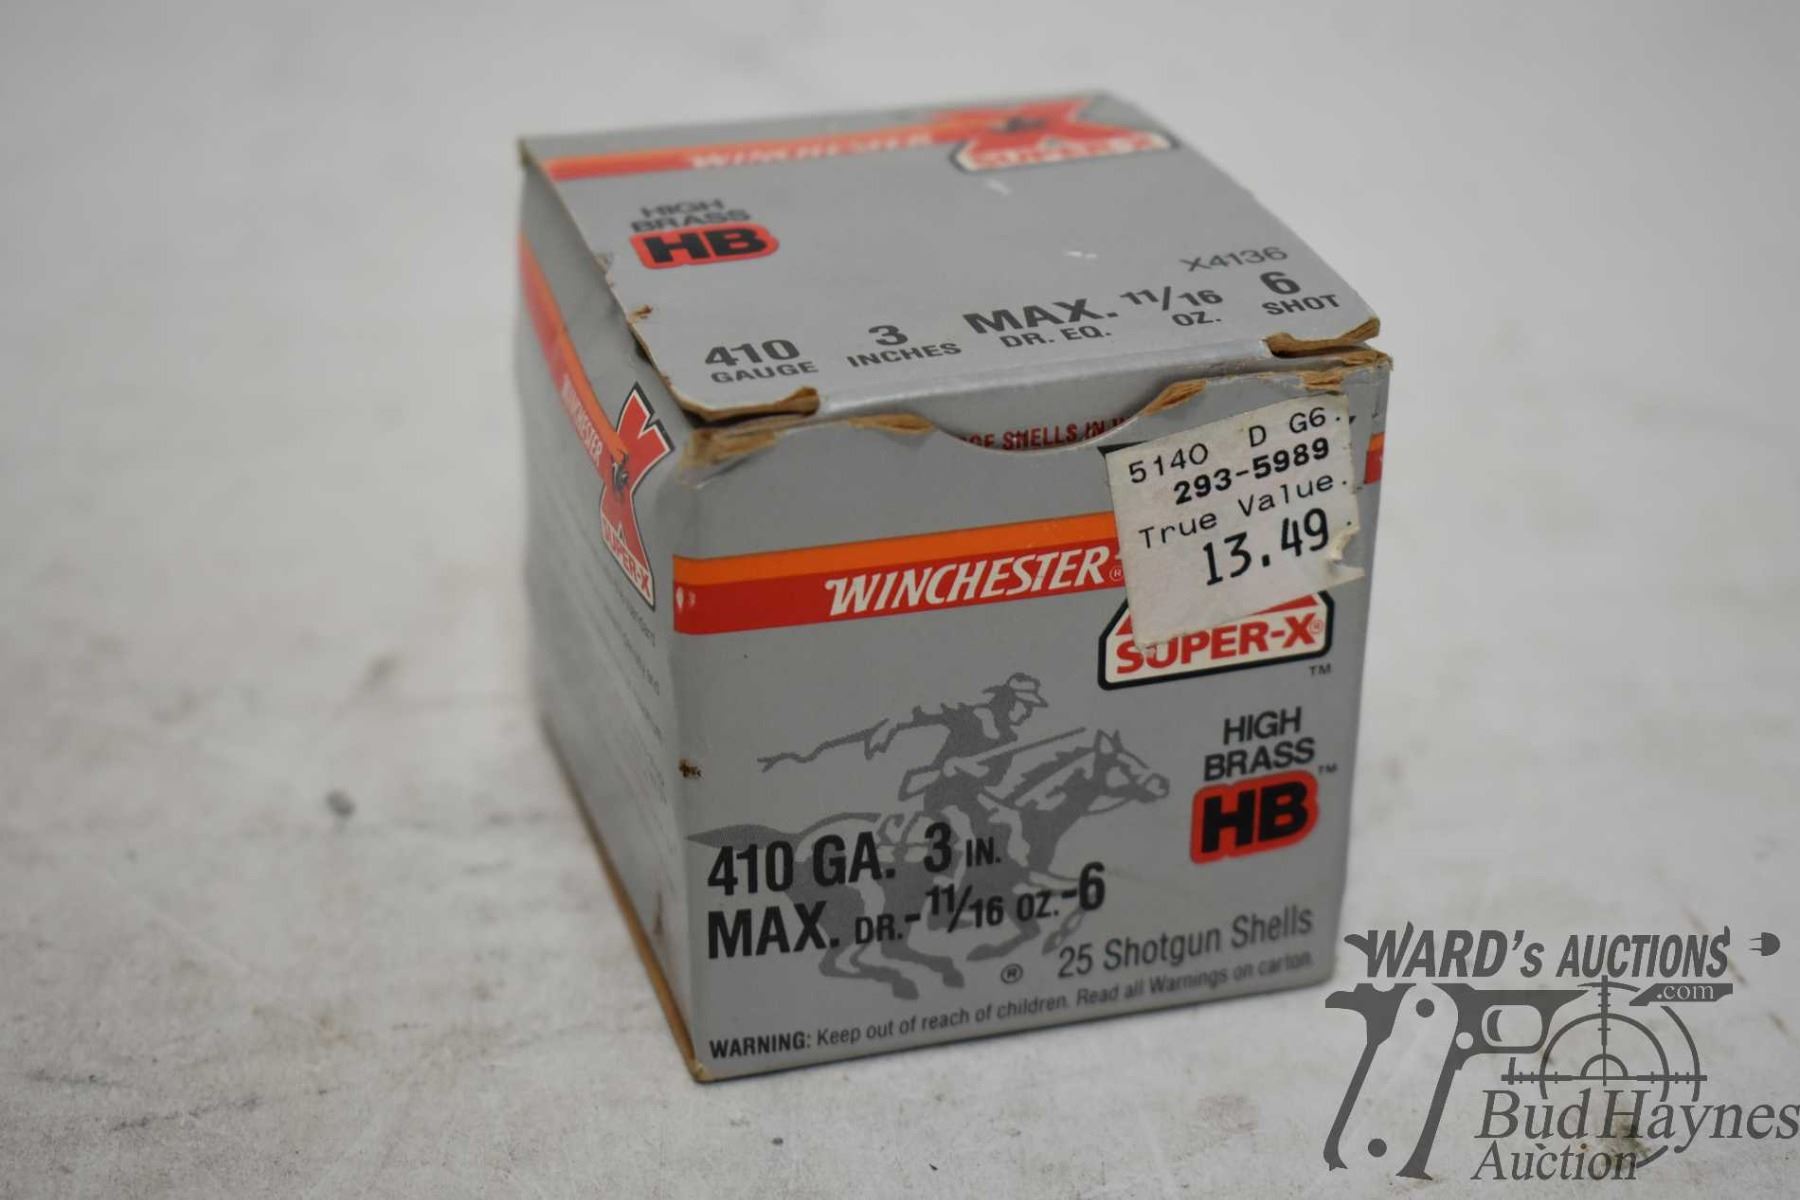 WINCHESTER
SUPER-X
HIGH
BRASS
HB
X4136
410 3 MAX. 11/16 6
GAUGE INCHES DR. EQ. OZ. SHOT
SHELLS IN
5140 D G6.
293-5989
True Value.
13.49
WINCHESTER®
SUPER-X®
TM
WINCHESTER
X
SUPER-X
HIGH
BRASS
HB™
410 GA. 3 IN.
MAX. DR.-11/16 OZ.-6
® 25 Shotgun Shells
WARNING: Keep out of reach of children. Read all Warnings on carton.
WARD's AUCTIONS
.com
Bud Haynes
Auction